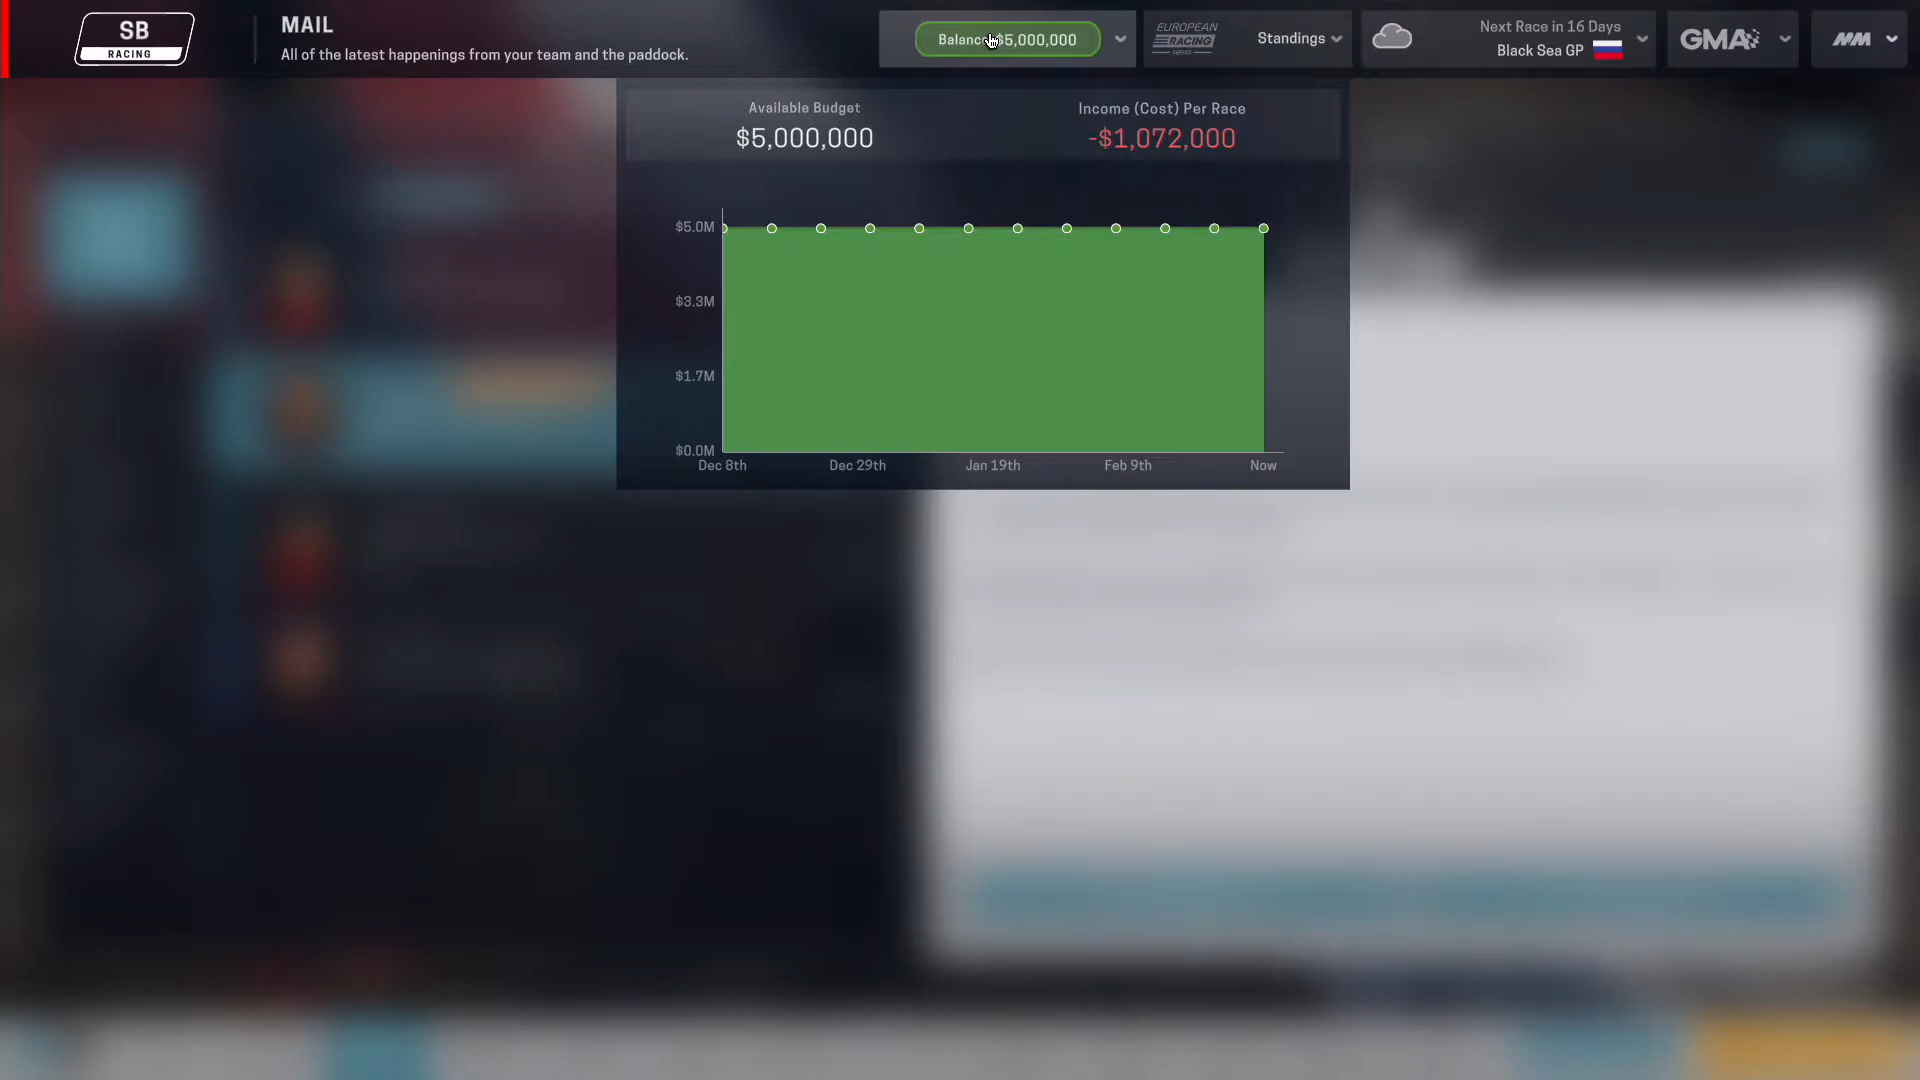 SB
RACING
MAIL
All of the latest happenings from your team and the paddock.
Balance $5,000,000
EUROPEAN
RACING
SERIES
Standings
Next Race in 16 Days
Black Sea GP
GMA
Available Budget
$5,000,000
Income (Cost) Per Race
-$1,072,000
$5.0M
$3.3M
$1.7M
$0.0M
Dec 8th
Dec 29th
Jan 19th
Feb 9th
Now